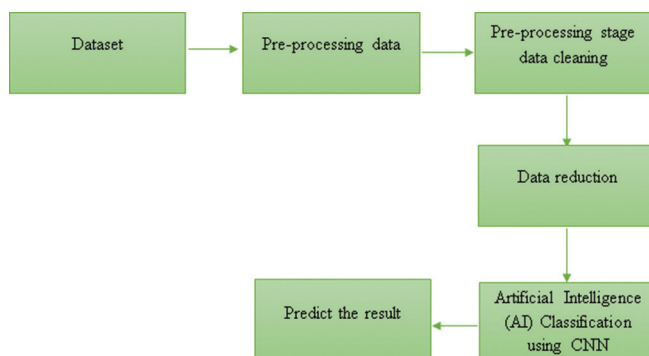 Dataset
Pre-processing data
Pre-processing stage
data cleaning
Data reduction
Artificial Intelligence
(AI) Classification
using CNN
Predict the result